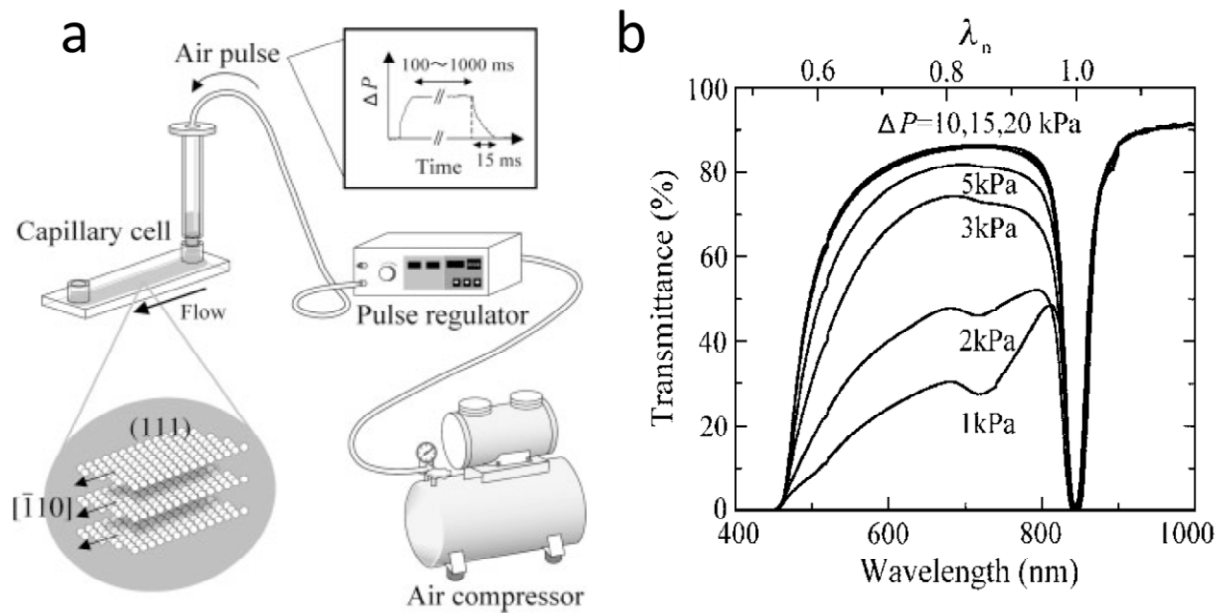 a
Air pulse
ΔP
100～1000 ms
15 ms
Time
Capillary cell
Flow
Pulse regulator
(111)
[1̄10]
Air compressor
b
λn
0.6 0.8 1.0
100
80
60
40
20
0
Transmittance (%)
ΔP=10,15,20 kPa
5kPa
3kPa
2kPa
1kPa
400 600 800 1000
Wavelength (nm)